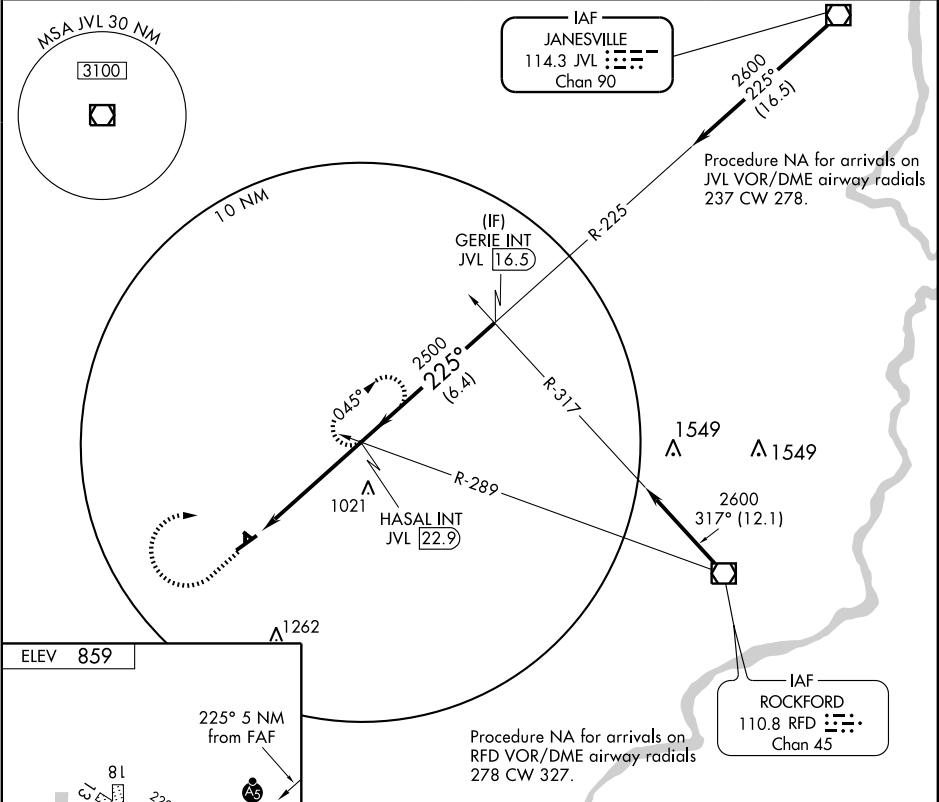 MSA JVL 30 NM
3100
IAF
JANESVILLE
114.3 JVL
Chan 90
2600
225°
(16.5)
Procedure NA for arrivals on
JVL VOR/DME airway radials
237 CW 278.
10 NM
(IF)
GERIE INT
JVL 16.5
R-225
2500
225°
(6.4)
045°
R-317
R-289
1549
1549
1021
HASAL INT
JVL 22.9
2600
317° (12.1)
1262
IAF
ROCKFORD
110.8 RFD
Chan 45
Procedure NA for arrivals on
RFD VOR/DME airway radials
278 CW 327.
ELEV 859
225° 5 NM
from FAF
18
13
A5